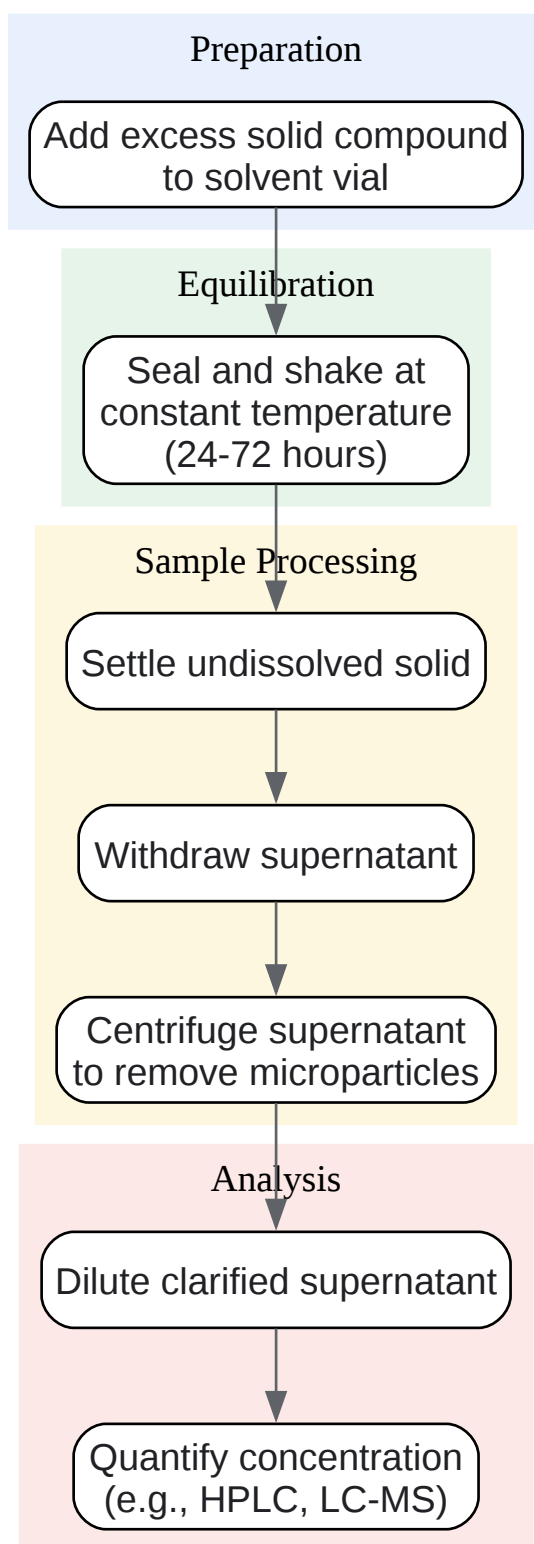 Preparation
Add excess solid compound
to solvent vial
Equilibration
Seal and shake at
constant temperature
(24-72 hours)
Sample Processing
Settle undissolved solid
Withdraw supernatant
Centrifuge supernatant
to remove microparticles
Analysis
Dilute clarified supernatant
Quantify concentration
(e.g., HPLC, LC-MS)